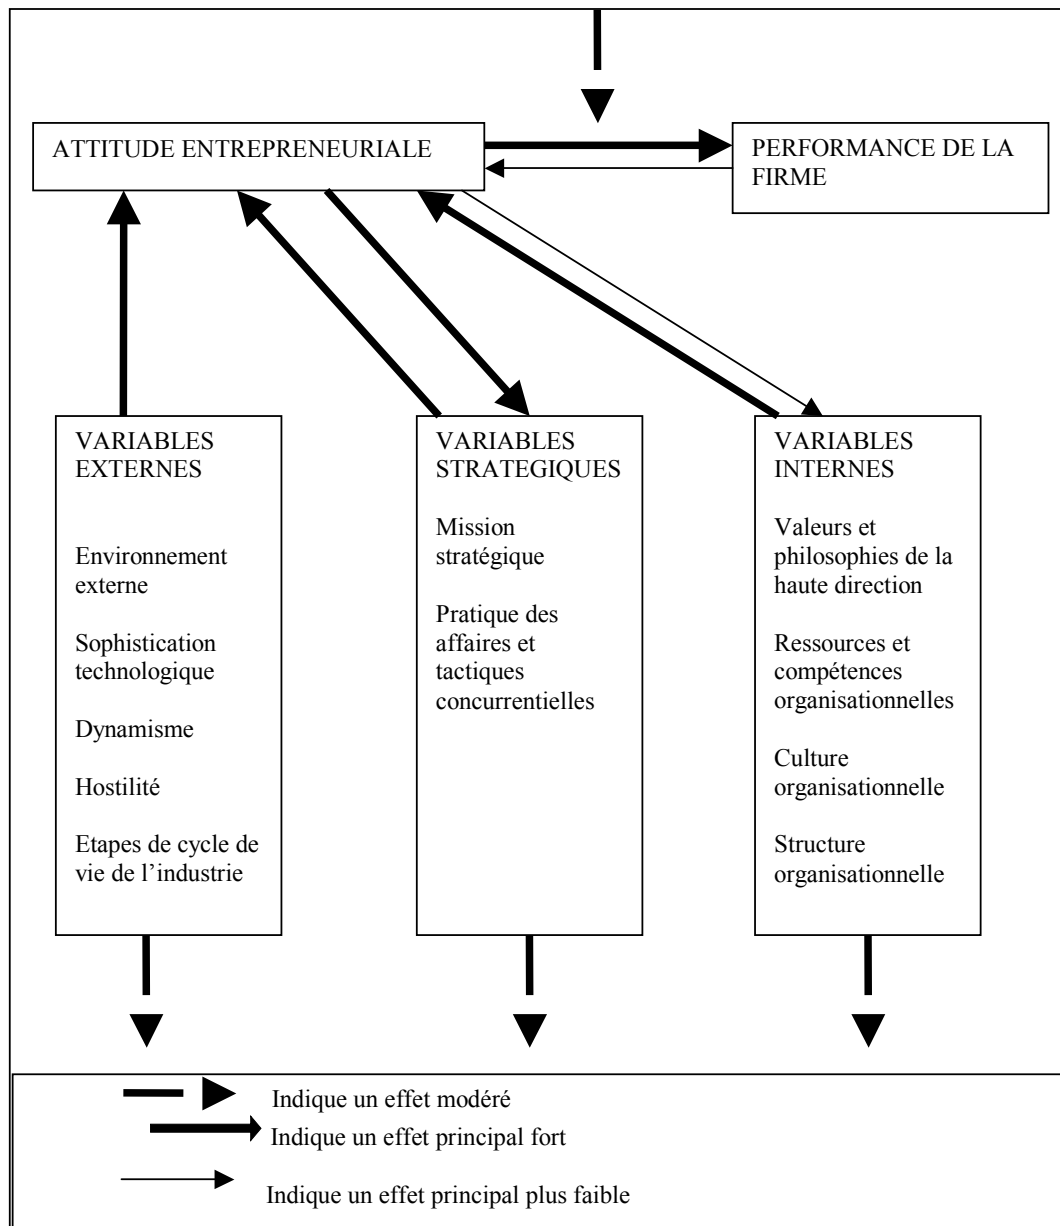 ATTITUDE ENTREPRENEURIALE
PERFORMANCE DE LA
FIRME
VARIABLES
EXTERNES
Environnement
externe
Sophistication
technologique
Dynamisme
Hostilité
Etapes de cycle de
vie de l’industrie
VARIABLES
STRATEGIQUES
Mission
stratégique
Pratique des
affaires et
tactiques
concurrentielles
VARIABLES
INTERNES
Valeurs et
philosophies de la
haute direction
Ressources et
compétences
organisationnelles
Culture
organisationnelle
Structure
organisationnelle
Indique un effet modéré
Indique un effet principal fort
Indique un effet principal plus faible